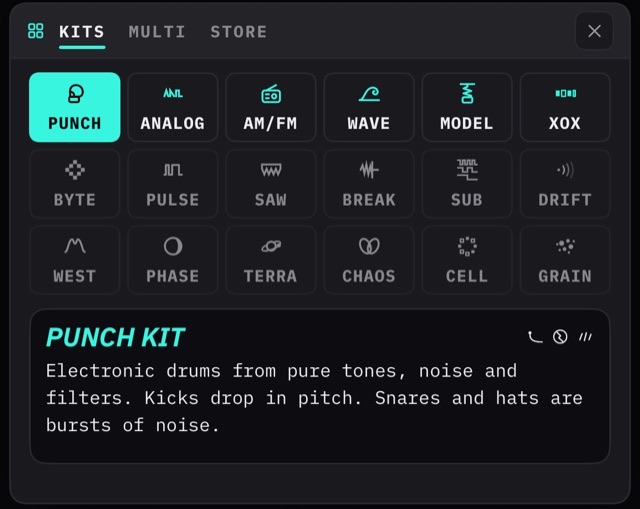 KITS MULTI STORE
PUNCH ANALOG AM/FM WAVE MODEL XOX
BYTE PULSE SAW BREAK SUB DRIFT
WEST PHASE TERRA CHAOS CELL GRAIN
PUNCH KIT
Electronic drums from pure tones, noise and
filters. Kicks drop in pitch. Snares and hats are
bursts of noise.